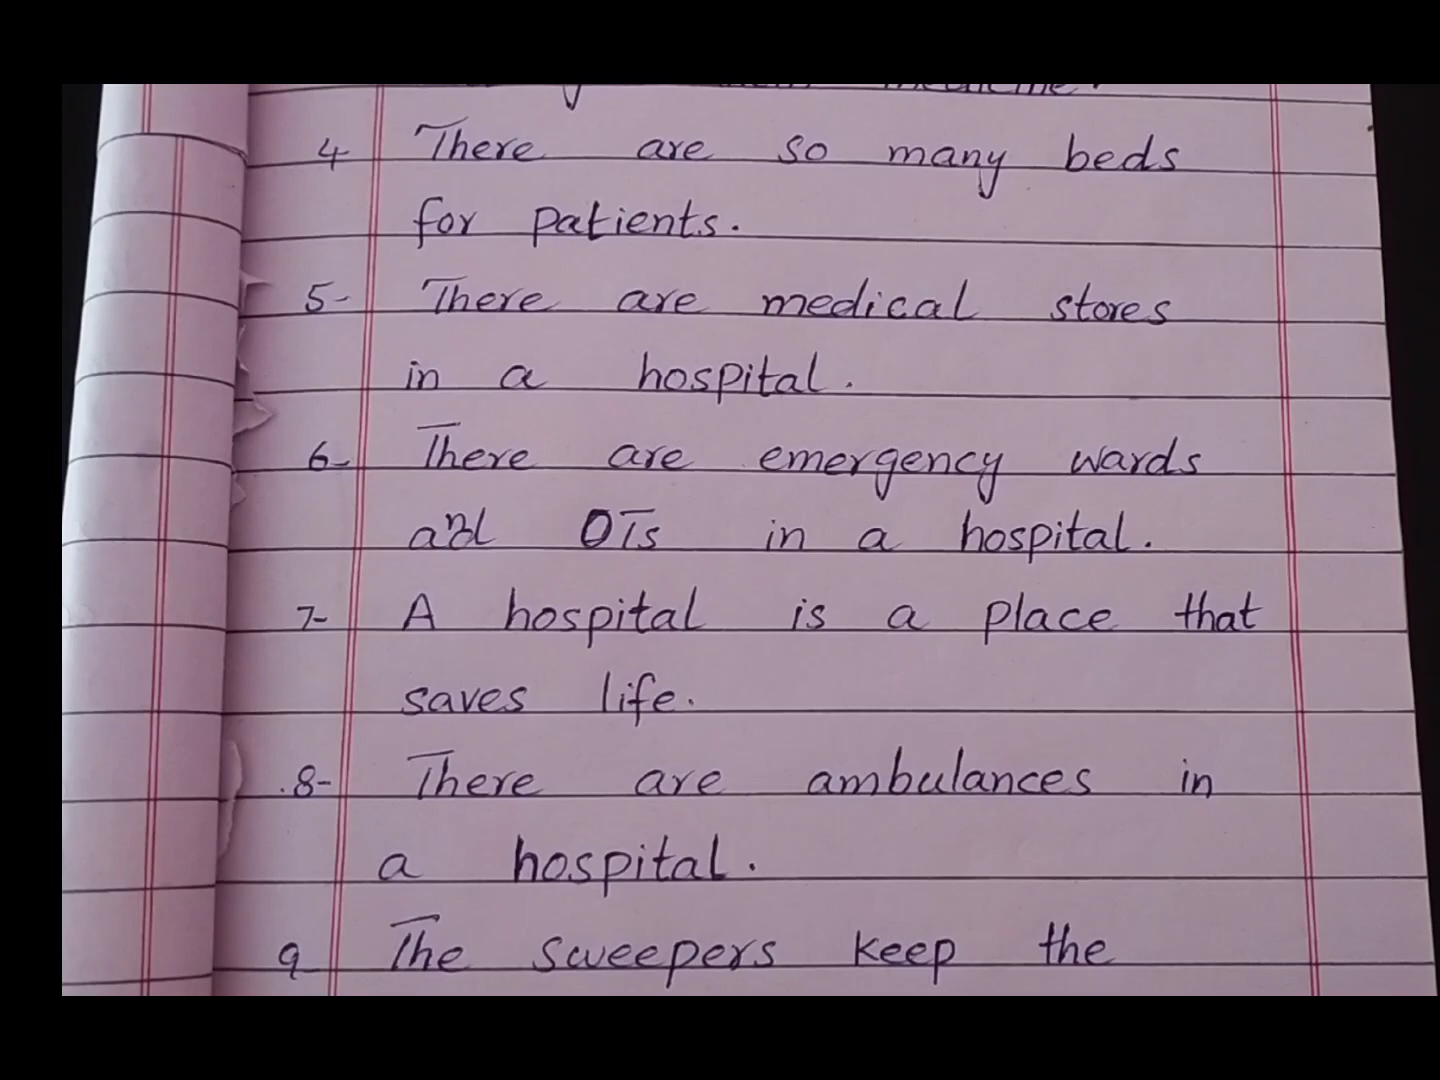 medicine.
4 There are so many beds
for patients.
5- There are medical stores
in a hospital.
6- There are emergency wards
and OTs in a hospital.
7- A hospital is a place that
saves life.
8- There are ambulances in
a hospital.
9 The sweepers keep the